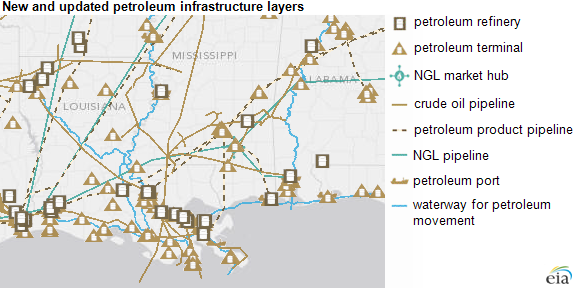 New and updated petroleum infrastructure layers
MISSISSIPPI
LOUISIANA
ALABAMA
petroleum refinery
petroleum terminal
NGL market hub
crude oil pipeline
petroleum product pipeline
NGL pipeline
petroleum port
waterway for petroleum
movement
eia